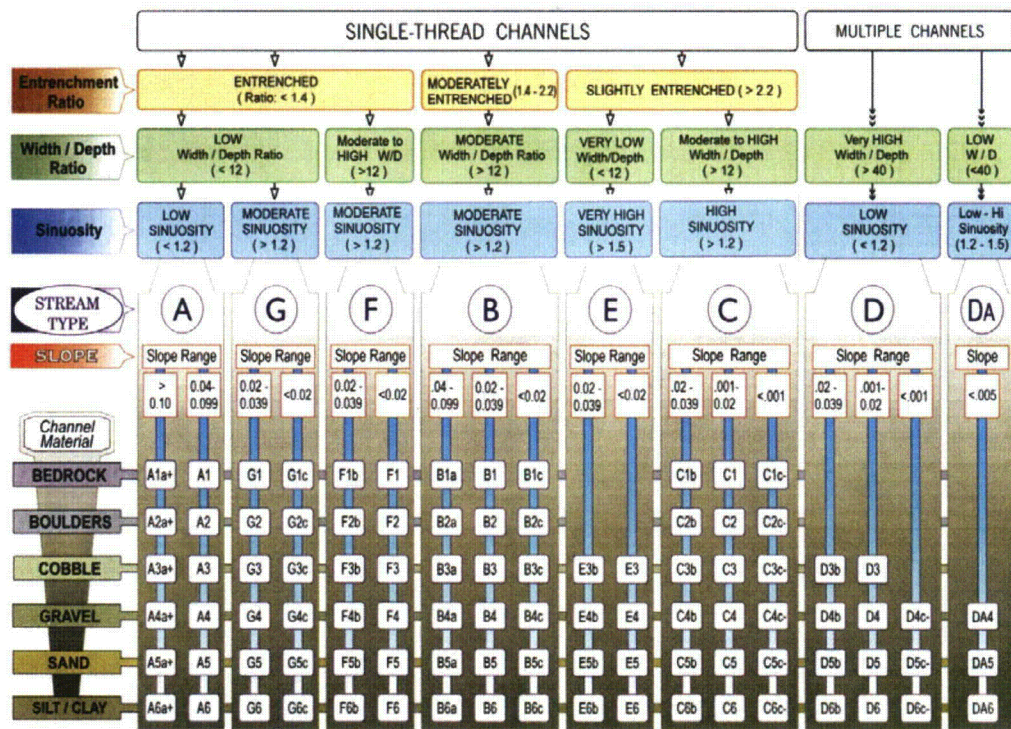 SINGLE-THREAD CHANNELS
MULTIPLE CHANNELS
Entrenchment
Ratio
ENTRENCHED
( Ratio: < 1.4 )
MODERATELY
ENTRENCHED (1.4 - 2.2)
SLIGHTLY ENTRENCHED ( > 2.2 )
Width / Depth
Ratio
LOW
Width / Depth Ratio
( < 12 )
Moderate to
HIGH W/D
( >12 )
MODERATE
Width / Depth Ratio
( > 12 )
VERY LOW
Width/Depth
( < 12 )
Moderate to HIGH
Width / Depth
( > 12 )
Very HIGH
Width / Depth
( > 40 )
LOW
W / D
(<40 )
Sinuosity
LOW
SINUOSITY
( < 1.2 )
MODERATE
SINUOSITY
( > 1.2 )
MODERATE
SINUOSITY
( > 1.2 )
MODERATE
SINUOSITY
( > 1.2 )
VERY HIGH
SINUOSITY
( > 1.5 )
HIGH
SINUOSITY
( > 1.2 )
LOW
SINUOSITY
( < 1.2 )
Low - Hi
Sinuosity
(1.2 - 1.5)
STREAM
TYPE
A G F B E C D DA
SLOPE
Slope Range Slope Range Slope Range Slope Range Slope Range Slope Range Slope Range Slope
> 0.10
0.04-
0.099
0.02 -
0.039
<0.02
0.02 -
0.039
<0.02
.04 -
0.099
0.02 -
0.039
<0.02
0.02 -
0.039
<0.02
.02 -
0.039
.001-
0.02
<.001
.02 -
0.039
.001-
0.02
<.001
<.005
Channel
Material
BEDROCK A1a+ A1 G1 G1c F1b F1 B1a B1 B1c C1b C1 C1c-
BOULDERS A2a+ A2 G2 G2c F2b F2 B2a B2 B2c C2b C2 C2c-
COBBLE A3a+ A3 G3 G3c F3b F3 B3a B3 B3c E3b E3 C3b C3 C3c- D3b D3
GRAVEL A4a+ A4 G4 G4c F4b F4 B4a B4 B4c E4b E4 C4b C4 C4c- D4b D4 D4c- DA4
SAND A5a+ A5 G5 G5c F5b F5 B5a B5 B5c E5b E5 C5b C5 C5c- D5b D5 D5c- DA5
SILT / CLAY A6a+ A6 G6 G6c F6b F6 B6a B6 B6c E6b E6 C6b C6 C6c- D6b D6 D6c- DA6